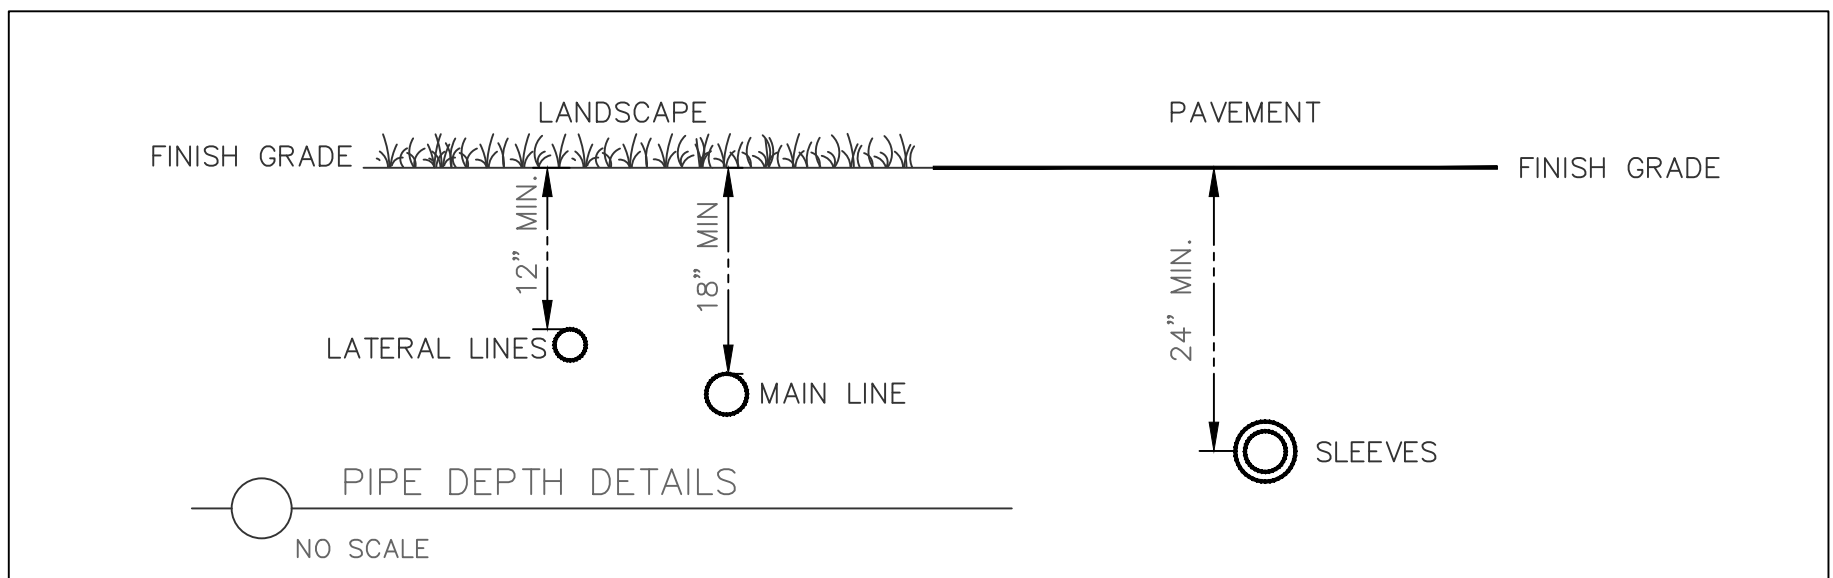 LANDSCAPE
PAVEMENT
FINISH GRADE
FINISH GRADE
12" MIN.
18" MIN
24" MIN.
LATERAL LINES
MAIN LINE
SLEEVES
PIPE DEPTH DETAILS
NO SCALE